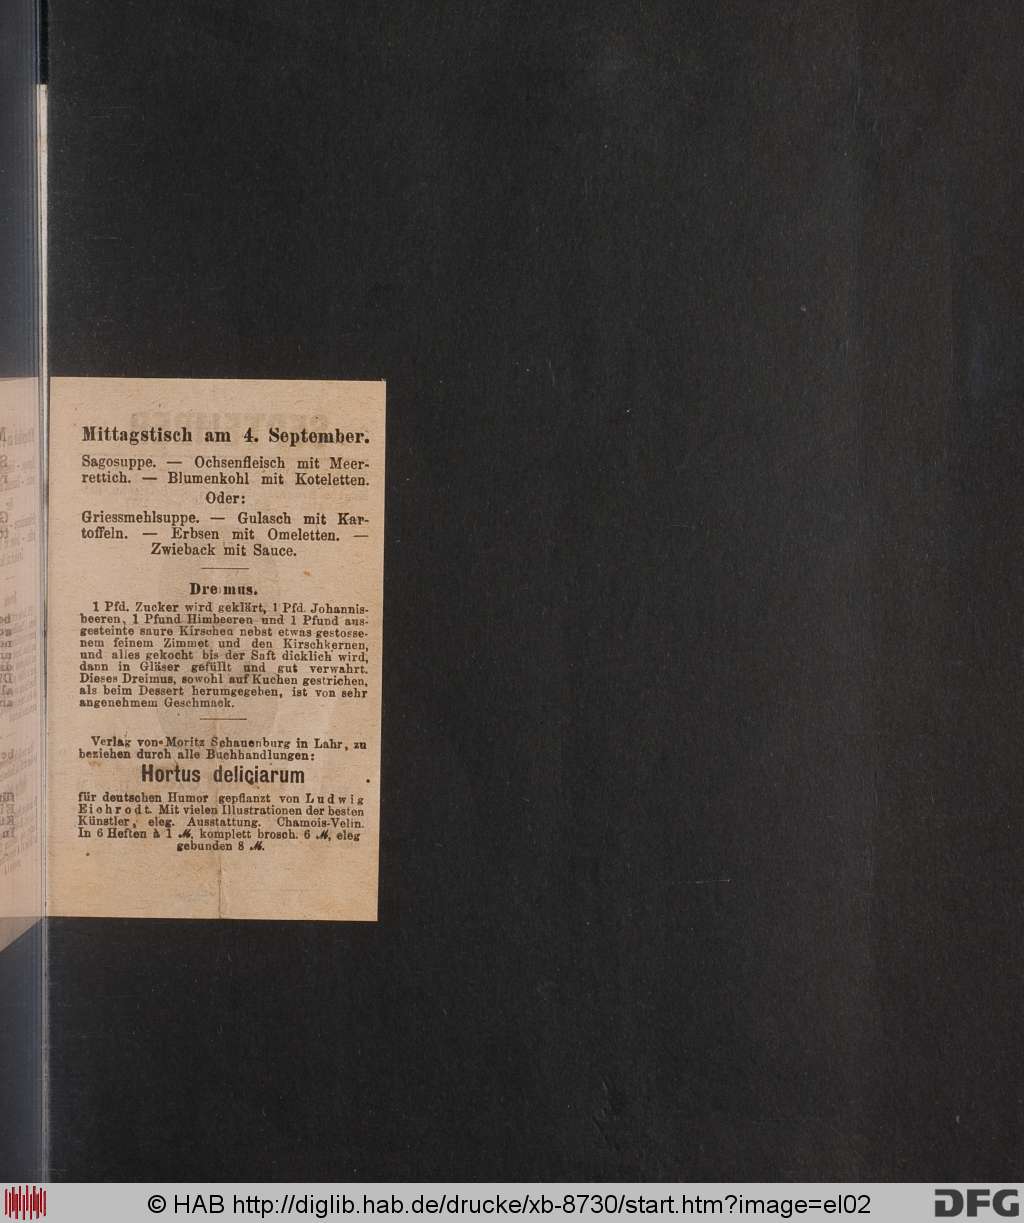 Mittagstisch am 4. September.
Sagosuppe. — Ochsenfleisch mit Meer-
rettich. — Blumenkohl mit Koteletten.
Oder:
Griessmehlsuppe. — Gulasch mit Kar-
toffeln. — Erbsen mit Omeletten. —
Zwieback mit Sauce.
Dreimus.
1 Pfd. Zucker wird geklärt, 1 Pfd. Johannis-
beeren, 1 Pfund Himbeeren und 1 Pfund aus-
gesteinte saure Kirschen nebst etwas gestosse-
nem feinem Zimmet und den Kirschkernen,
und alles gekocht bis der Saft dicklich wird,
dann in Gläser gefüllt und gut verwahrt.
Dieses Dreimus, sowohl auf Kuchen gestrichen,
als beim Dessert herumgegeben, ist von sehr
angenehmem Geschmack.
Verlag von Moritz Schauenburg in Lahr, zu
beziehen durch alle Buchhandlungen:
Hortus deliciarum
für deutschen Humor gepflanzt von Ludwig
Eichrodt. Mit vielen Illustrationen der besten
Künstler, eleg. Ausstattung. Chamois-Velin.
In 6 Heften à 1 ℳ, komplett brosch. 6 ℳ, eleg
gebunden 8 ℳ.
© HAB http://diglib.hab.de/drucke/xb-8730/start.htm?image=el02
DFG